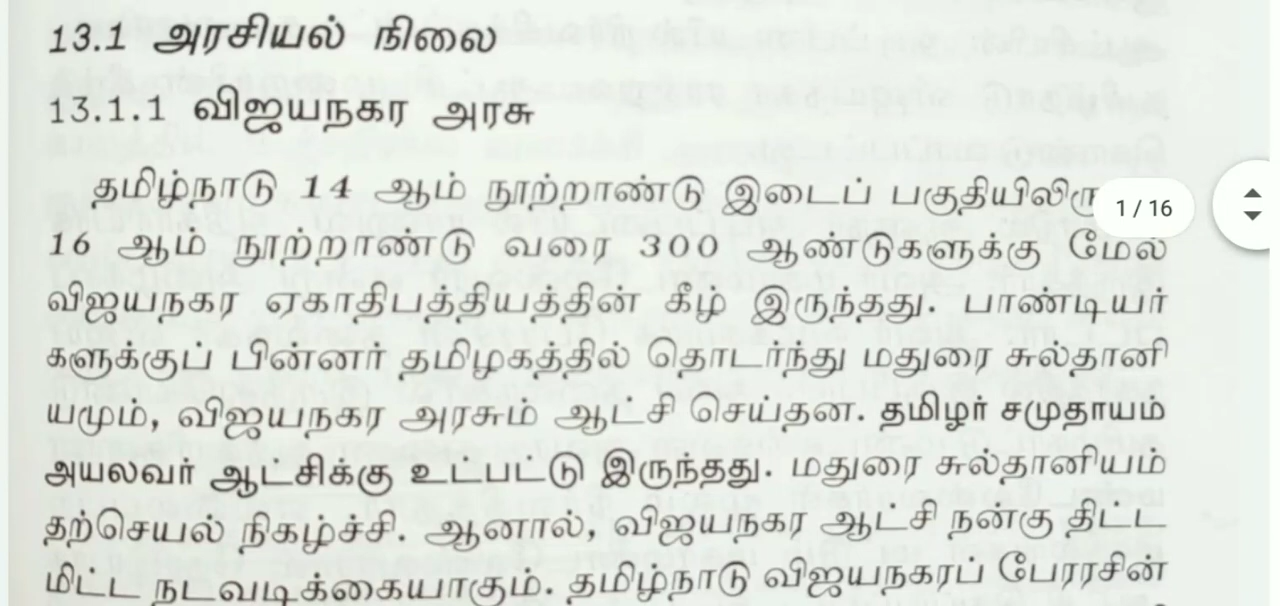 13.1 அரசியல் நிலை
13.1.1 விஜயநகர அரசு
தமிழ்நாடு 14 ஆம் நூற்றாண்டு இடைப் பகுதியிலிரு
1 / 16
16 ஆம் நூற்றாண்டு வரை 300 ஆண்டுகளுக்கு மேல்
விஜயநகர ஏகாதிபத்தியத்தின் கீழ் இருந்தது. பாண்டியர்
களுக்குப் பின்னர் தமிழகத்தில் தொடர்ந்து மதுரை சுல்தானி
யமும், விஜயநகர அரசும் ஆட்சி செய்தன. தமிழர் சமுதாயம்
அயலவர் ஆட்சிக்கு உட்பட்டு இருந்தது. மதுரை சுல்தானியம்
தற்செயல் நிகழ்ச்சி. ஆனால், விஜயநகர ஆட்சி நன்கு திட்ட
மிட்ட நடவடிக்கையாகும். தமிழ்நாடு விஜயநகரப் பேரரசின்